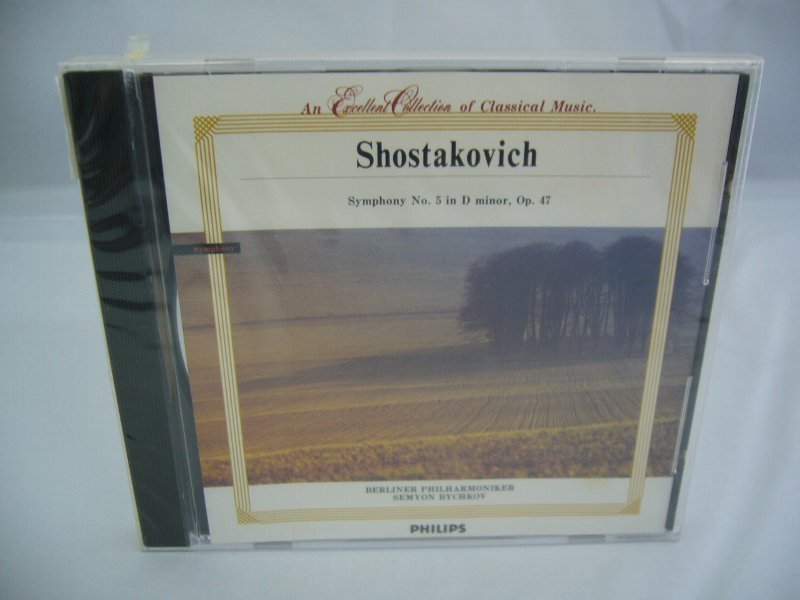 An Excellent Collection of Classical Music.
Shostakovich
Symphony No. 5 in D minor, Op. 47
Symphony
BERLINER PHILHARMONIKER
SEMYON BYCHKOV
PHILIPS